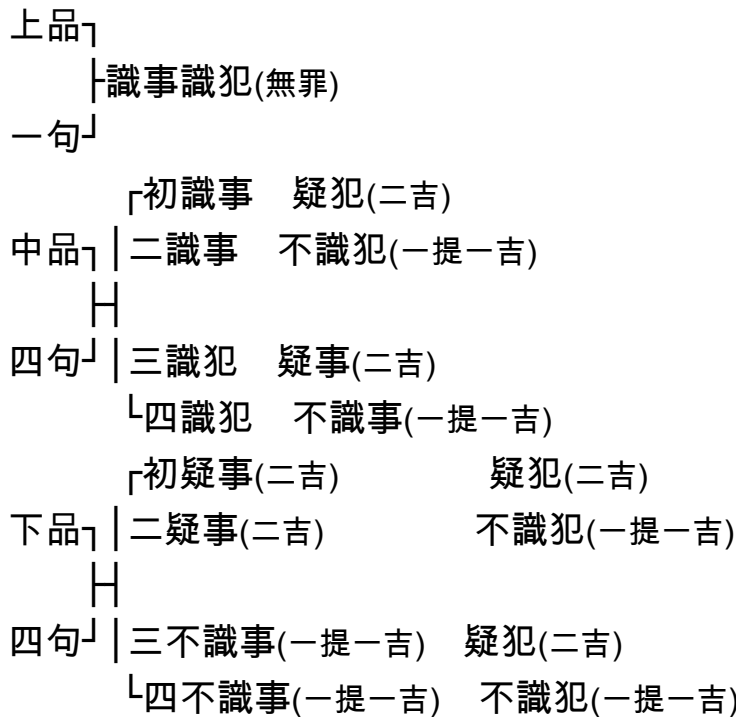 上品┐
├識事識犯(無罪)
一句┘
┌初識事　疑犯(二吉)
中品┐│二識事　不識犯(一提一吉)
├┤
四句┘│三識犯　疑事(二吉)
└四識犯　不識事(一提一吉)
┌初疑事(二吉)　疑犯(二吉)
下品┐│二疑事(二吉)　不識犯(一提一吉)
├┤
四句┘│三不識事(一提一吉)　疑犯(二吉)
└四不識事(一提一吉)　不識犯(一提一吉)